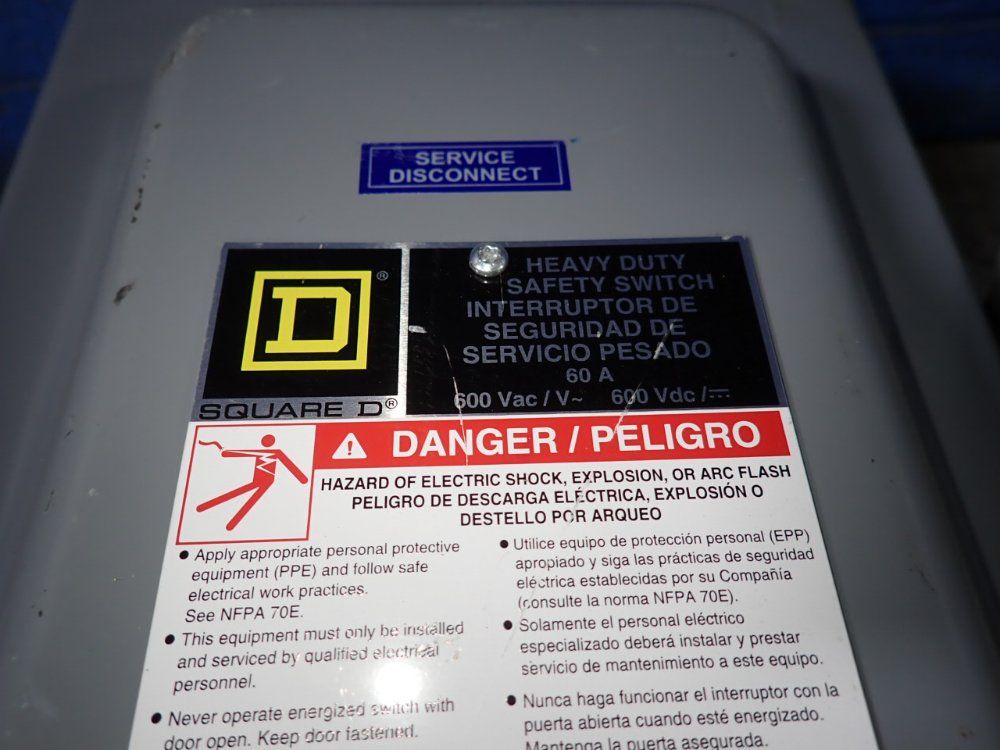 SERVICE
DISCONNECT
D®
SQUARE D®
HEAVY DUTY
SAFETY SWITCH
INTERRUPTOR DE
SEGURIDAD DE
SERVICIO PESADO
60 A
600 Vac / V~ 600 Vdc / ⎓
DANGER / PELIGRO
HAZARD OF ELECTRIC SHOCK, EXPLOSION, OR ARC FLASH
PELIGRO DE DESCARGA ELÉCTRICA, EXPLOSIÓN O
DESTELLO POR ARQUEO
• Apply appropriate personal protective
equipment (PPE) and follow safe
electrical work practices.
See NFPA 70E.
• This equipment must only be installed
and serviced by qualified electrical
personnel.
• Never operate energized switch with
door open. Keep door fastened.
• Utilice equipo de protección personal (EPP)
apropiado y siga las prácticas de seguridad
eléctrica establecidas por su Compañía
(consulte la norma NFPA 70E).
• Solamente el personal eléctrico
especializado deberá instalar y prestar
servicio de mantenimiento a este equipo.
• Nunca haga funcionar el interruptor con la
puerta abierta cuando esté energizado.
Mantenga la puerta asegurada.